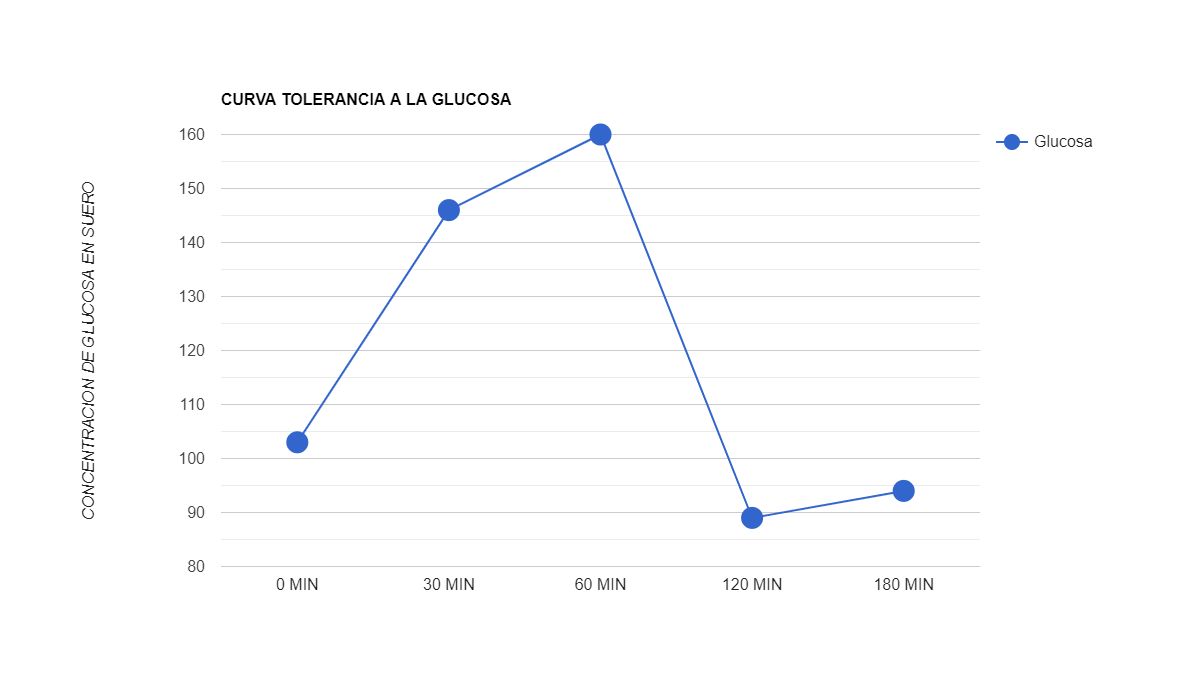 CURVA TOLERANCIA A LA GLUCOSA
Glucosa
CONCENTRACION DE GLUCOSA EN SUERO
160
150
140
130
120
110
100
90
80
0 MIN
30 MIN
60 MIN
120 MIN
180 MIN